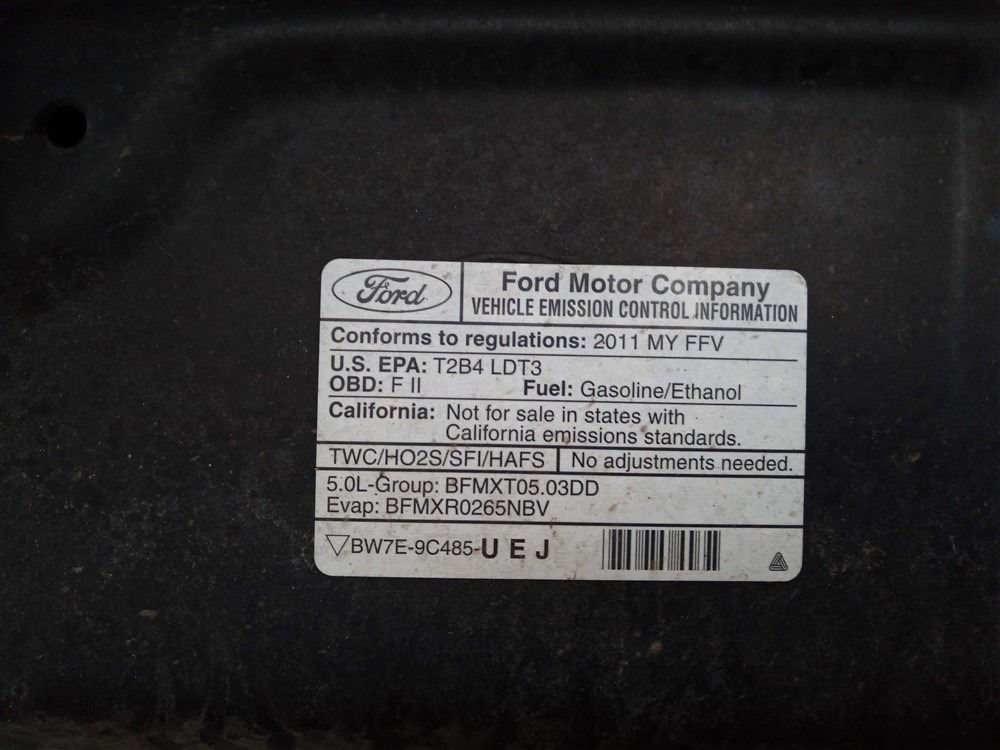 Ford
Ford Motor Company
VEHICLE EMISSION CONTROL INFORMATION
Conforms to regulations: 2011 MY FFV
U.S. EPA: T2B4 LDT3
OBD: F II Fuel: Gasoline/Ethanol
California: Not for sale in states with
California emissions standards.
TWC/HO2S/SFI/HAFS No adjustments needed.
5.0L-Group: BFMXT05.03DD
Evap: BFMXR0265NBV
BW7E-9C485-UEJ